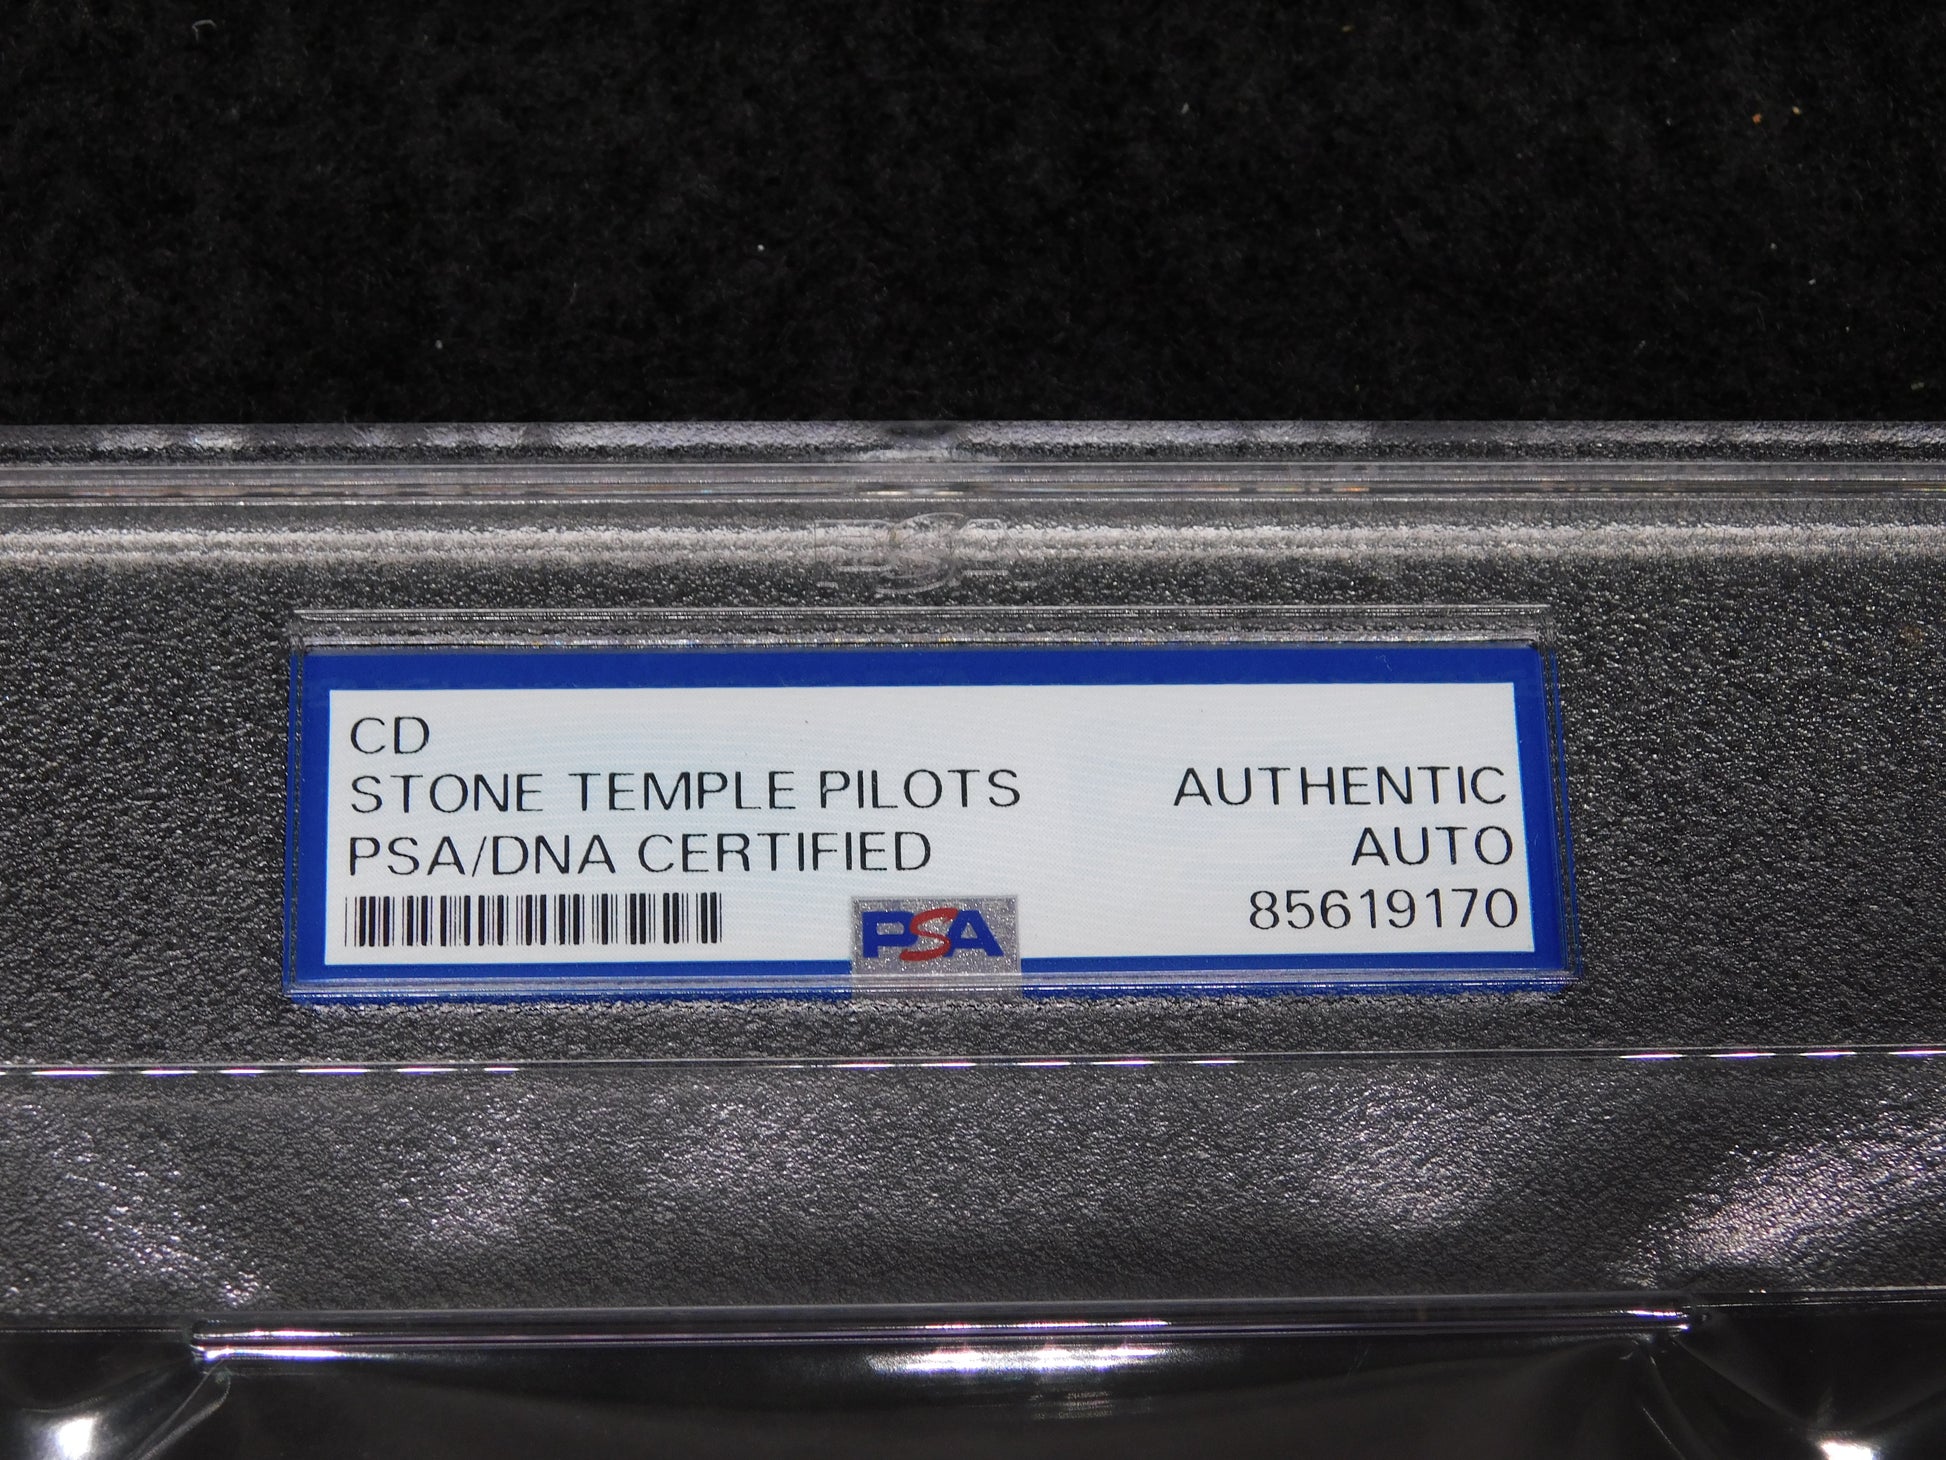 CD
STONE TEMPLE PILOTS
PSA/DNA CERTIFIED
AUTHENTIC
AUTO
85619170
PSA